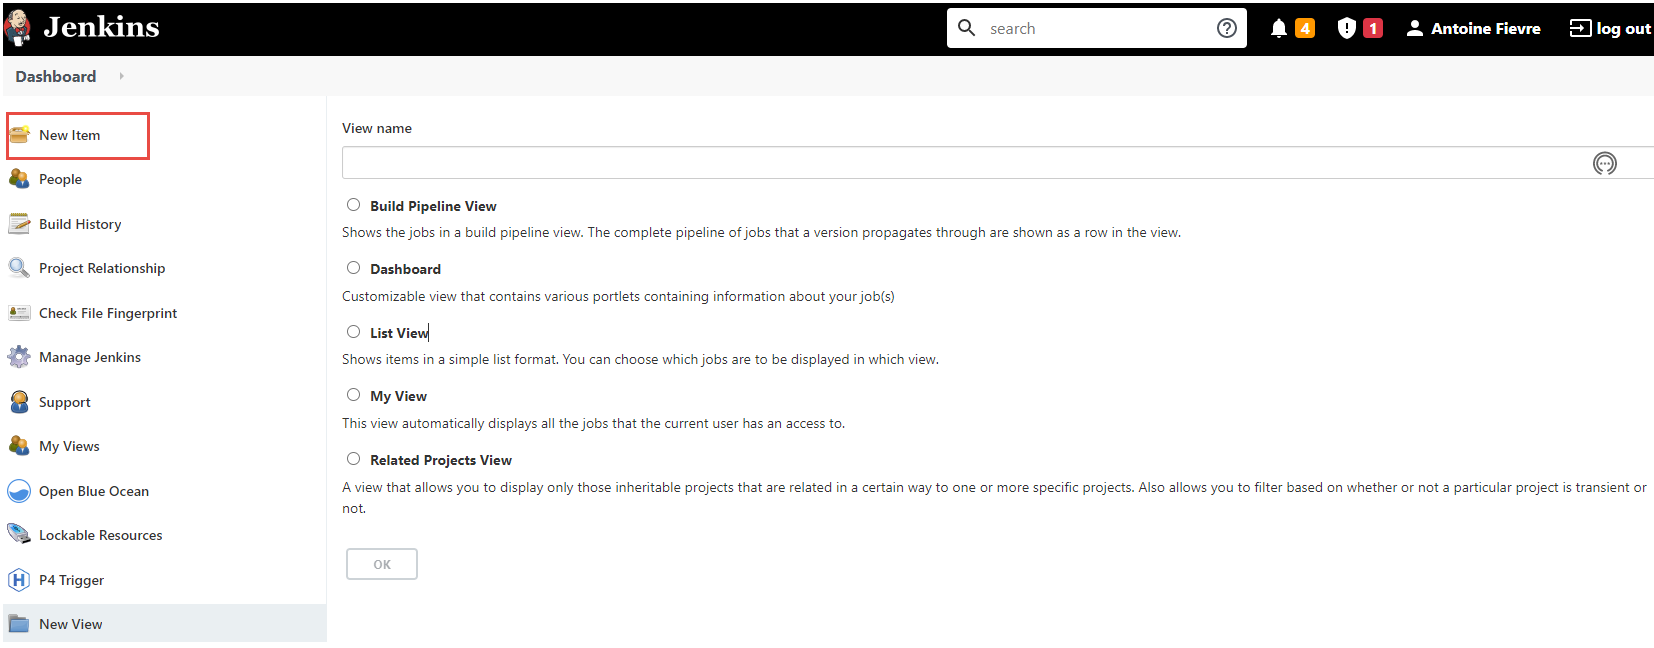 Jenkins
search
4
1
Antoine Fievre
log out
Dashboard
New Item
People
Build History
Project Relationship
Check File Fingerprint
Manage Jenkins
Support
My Views
Open Blue Ocean
Lockable Resources
P4 Trigger
New View
View name
Build Pipeline View
Shows the jobs in a build pipeline view. The complete pipeline of jobs that a version propagates through are shown as a row in the view.
Dashboard
Customizable view that contains various portlets containing information about your job(s)
List View
Shows items in a simple list format. You can choose which jobs are to be displayed in which view.
My View
This view automatically displays all the jobs that the current user has an access to.
Related Projects View
A view that allows you to display only those inheritable projects that are related in a certain way to one or more specific projects. Also allows you to filter based on whether or not a particular project is transient or
not.
OK